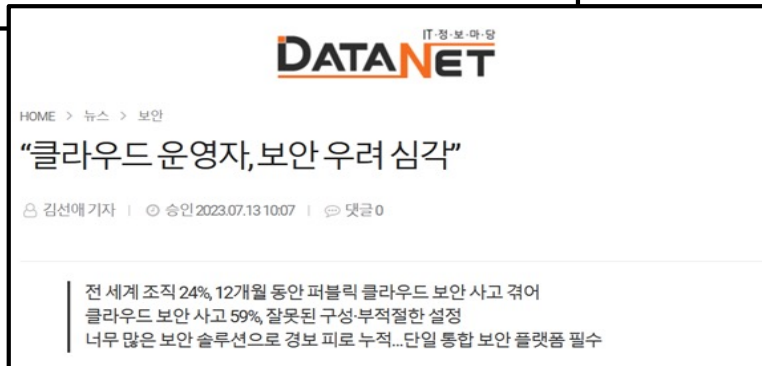 IT·정·보·마·당
DATANET
HOME > 뉴스 > 보안
“클라우드 운영자, 보안 우려 심각”
김선애 기자 | 승인 2023.07.13 10:07 | 댓글 0
전 세계 조직 24%, 12개월 동안 퍼블릭 클라우드 보안 사고 겪어
클라우드 보안 사고 59%, 잘못된 구성·부적절한 설정
너무 많은 보안 솔루션으로 경보 피로 누적...단일 통합 보안 플랫폼 필수